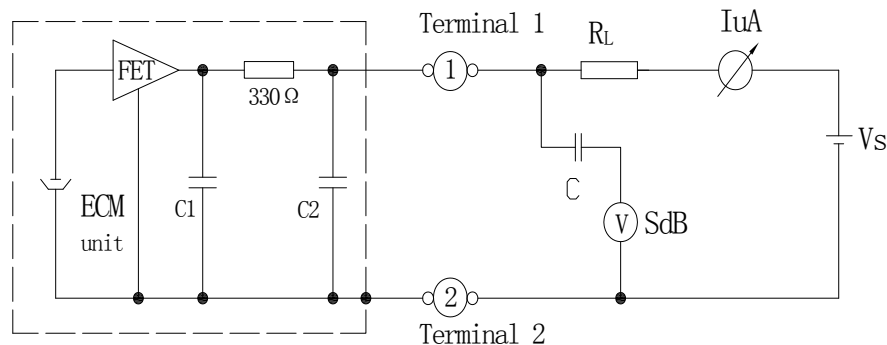 Terminal 1
RL
IuA
FET
1
330Ω
Vs
C
ECM
unit
C1
C2
V
SdB
2
Terminal 2